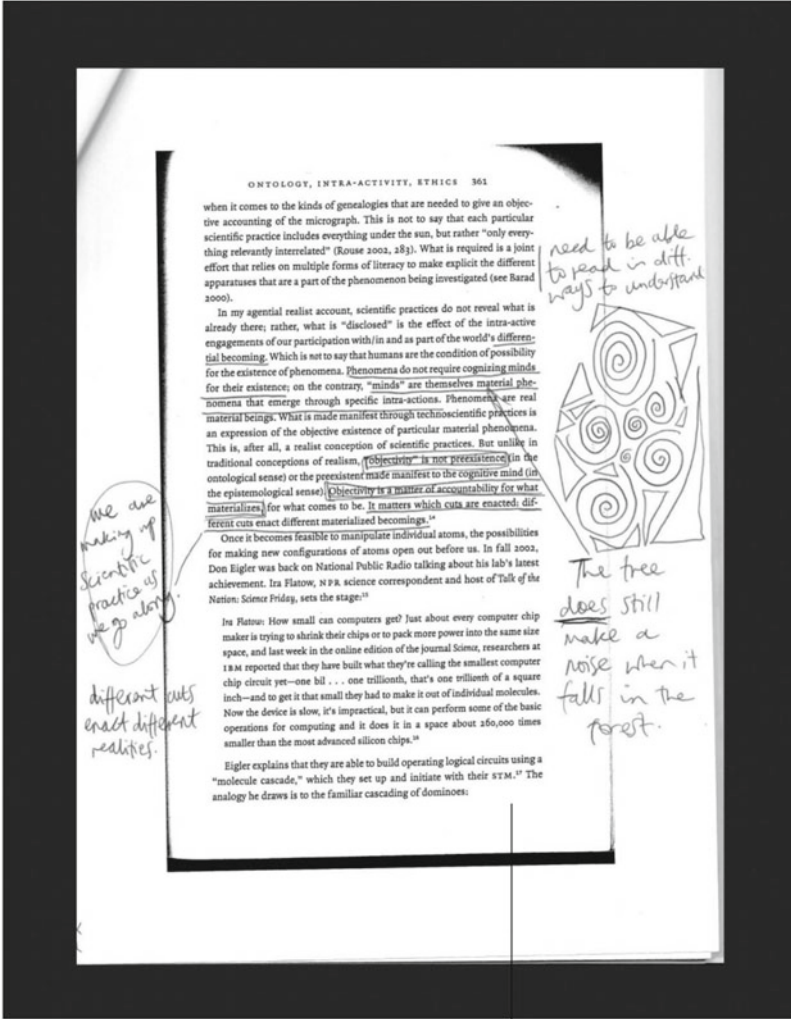 ONTOLOGY, INTRA-ACTIVITY, ETHICS 361
when it comes to the kinds of genealogies that are needed to give an objec-
tive accounting of the micrograph. This is not to say that each particular
scientific practice includes everything under the sun, but rather “only every-
thing relevantly interrelated” (Rouse 2002, 283). What is required is a joint
effort that relies on multiple forms of literacy to make explicit the different
apparatuses that are a part of the phenomenon being investigated (see Barad
2000).
In my agential realist account, scientific practices do not reveal what is
already there; rather, what is “disclosed” is the effect of the intra-active
engagements of our participation with/in and as part of the world's differen-
tial becoming. Which is not to say that humans are the condition of possibility
for the existence of phenomena. Phenomena do not require cognizing minds
for their existence; on the contrary, “minds” are themselves material phe-
nomena that emerge through specific intra-actions. Phenomena are real
material beings. What is made manifest through technoscientific practices is
an expression of the objective existence of particular material phenomena.
This is, after all, a realist conception of scientific practices. But unlike in
traditional conceptions of realism, “objectivity” is not preexistence (in the
ontological sense) or the preexistent made manifest to the cognitive mind (in
the epistemological sense). Objectivity is a matter of accountability for what
materializes, for what comes to be. It matters which cuts are enacted: dif-
ferent cuts enact different materialized becomings.14
Once it becomes feasible to manipulate individual atoms, the possibilities
for making new configurations of atoms open out before us. In fall 2002,
Don Eigler was back on National Public Radio talking about his lab's latest
achievement. Ira Flatow, NPR science correspondent and host of Talk of the
Nation: Science Friday, sets the stage:15
Ira Flatow: How small can computers get? Just about every computer chip
maker is trying to shrink their chips or to pack more power into the same size
space, and last week in the online edition of the journal Science, researchers at
IBM reported that they have built what they're calling the smallest computer
chip circuit yet—one bil . . . one trillionth, that's one trillionth of a square
inch—and to get it that small they had to make it out of individual molecules.
Now the device is slow, it's impractical, but it can perform some of the basic
operations for computing and it does it in a space about 260,000 times
smaller than the most advanced silicon chips.16
Eigler explains that they are able to build operating logical circuits using a
“molecule cascade,” which they set up and initiate with their STM.17 The
analogy he draws is to the familiar cascading of dominoes:
need to be able
to read in diff.
ways to understand
The tree
does still
make a
noise when it
falls in the
forest.
we are
making up
scientific
practice as
we go along.
different cuts
enact different
realities.